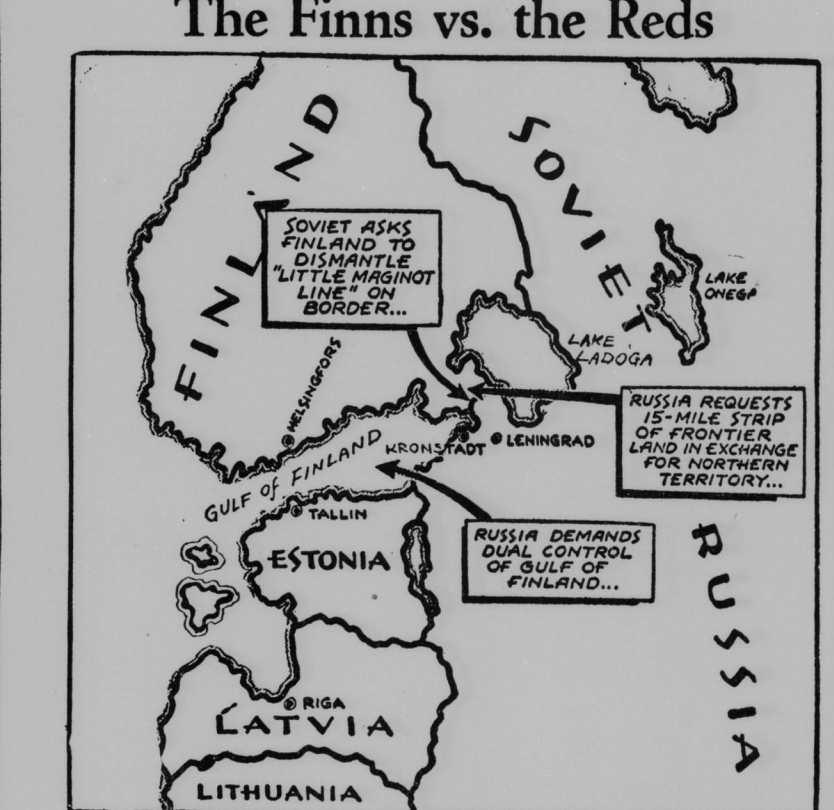 The Finns vs. the Reds
FINLAND
SOVIET
SOVIET ASKS
FINLAND TO
DISMANTLE
"LITTLE MAGINOT
LINE" ON
BORDER...
LAKE
ONEGA
LAKE
LADOGA
HELSINGFORS
RUSSIA REQUESTS
15-MILE STRIP
OF FRONTIER
LAND IN EXCHANGE
FOR NORTHERN
TERRITORY...
KRONSTADT
LENINGRAD
GULF OF FINLAND
TALLIN
RUSSIA DEMANDS
DUAL CONTROL
OF GULF OF
FINLAND...
ESTONIA
RUSSIA
RIGA
LATVIA
LITHUANIA